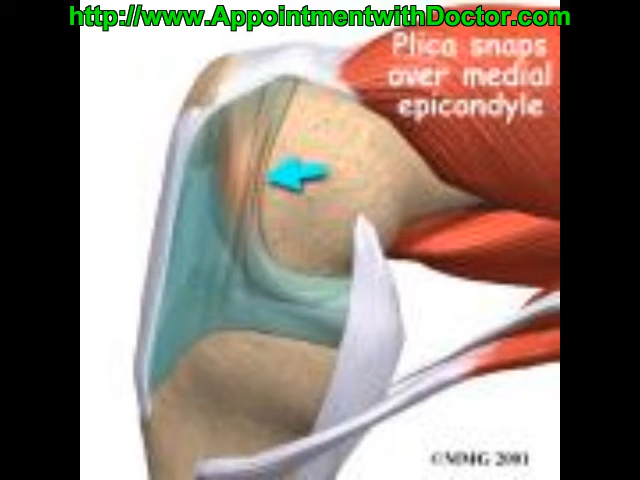 http://www.AppointmentwithDoctor.com
Plica snaps
over medial
epicondyle
©MMG 2001